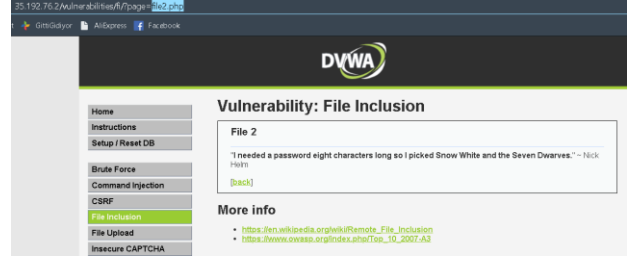 35.192.76.2/vulnerabilities/fi/?page=file2.php
t GittiGidiyor AliExpress Facebook
DVWA
Home
Instructions
Setup / Reset DB
Brute Force
Command Injection
CSRF
File Inclusion
File Upload
Insecure CAPTCHA
Vulnerability: File Inclusion
File 2
"I needed a password eight characters long so I picked Snow White and the Seven Dwarves." ~ Nick
Helm
[back]
More info
https://en.wikipedia.org/wiki/Remote_File_Inclusion
https://www.owasp.org/index.php/Top_10_2007-A3